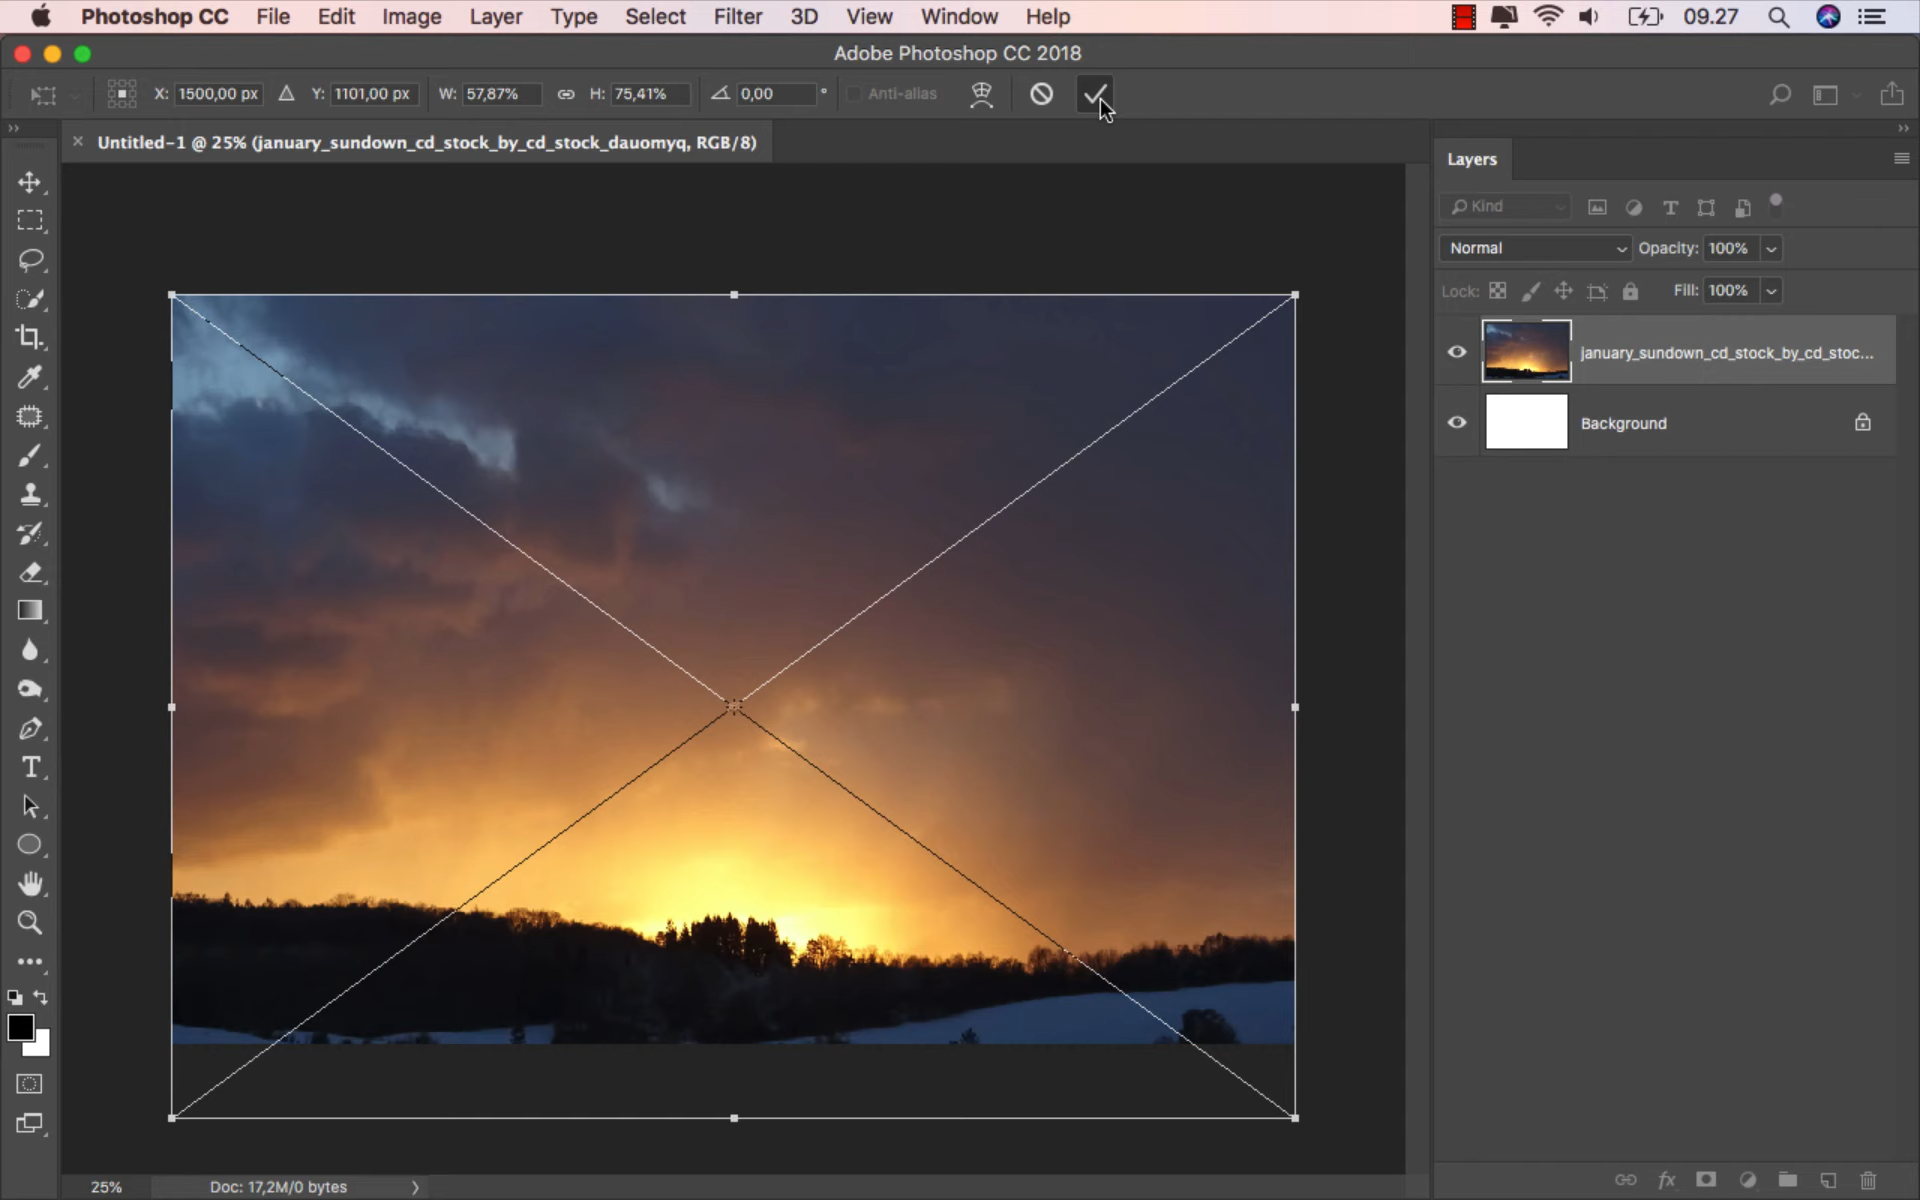 Photoshop CC File Edit Image Layer Type Select Filter 3D View Window Help 09.27
Adobe Photoshop CC 2018
X: 1500,00 px Y: 1101,00 px W: 57,87% H: 75,41% 0,00 ° Anti-alias
× Untitled-1 @ 25% (january_sundown_cd_stock_by_cd_stock_dauomyq, RGB/8)
Layers
Kind
Normal Opacity: 100%
Lock: Fill: 100%
january_sundown_cd_stock_by_cd_stoc...
Background
25% Doc: 17,2M/0 bytes